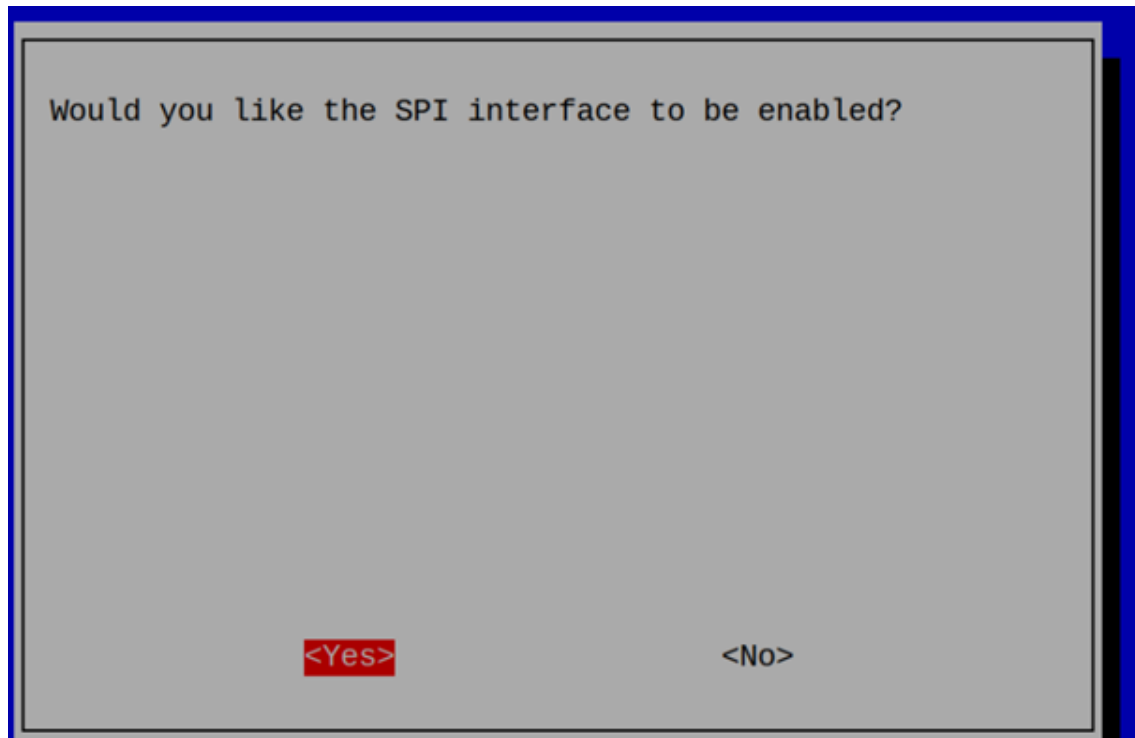 Would you like the SPI interface to be enabled?
<Yes> <No>